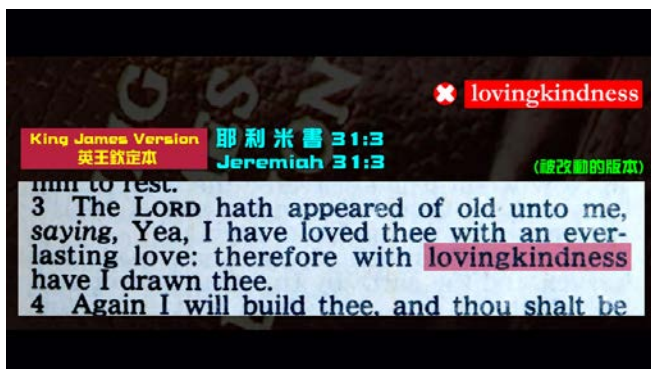 lovingkindness
King James Version
英王欽定本
耶利米書 31:3
Jeremiah 31:3
(被改動的版本)
him to rest.
3 The LORD hath appeared of old unto me,
saying, Yea, I have loved thee with an ever-
lasting love: therefore with lovingkindness
have I drawn thee.
4 Again I will build thee, and thou shalt be